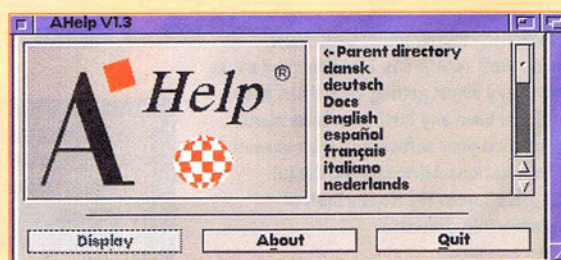 AHelp V1.3
A Help ®
<- Parent directory
dansk
deutsch
Docs
english
español
français
italiano
nederlands
Display
About
Quit